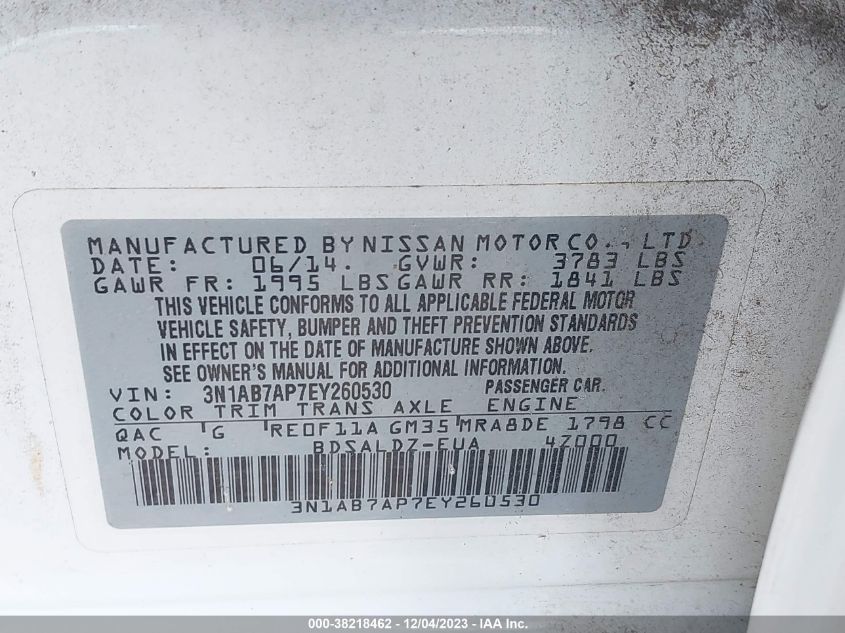 MANUFACTURED BY NISSAN MOTOR CO., LTD.
DATE: 06/14. GVWR: 3783 LBS
GAWR FR: 1995 LBS GAWR RR: 1841 LBS
THIS VEHICLE CONFORMS TO ALL APPLICABLE FEDERAL MOTOR
VEHICLE SAFETY, BUMPER AND THEFT PREVENTION STANDARDS
IN EFFECT ON THE DATE OF MANUFACTURE SHOWN ABOVE.
SEE OWNER'S MANUAL FOR ADDITIONAL INFORMATION.
VIN: 3N1AB7AP7EY260530 PASSENGER CAR.
COLOR TRIM TRANS AXLE ENGINE
QAC G RE0F11A GM35 MRA8DE 1798 CC
MODEL: BDSALDZ-EUA 4Z000
3N1AB7AP7EY260530
000-38218462 - 12/04/2023 - IAA Inc.